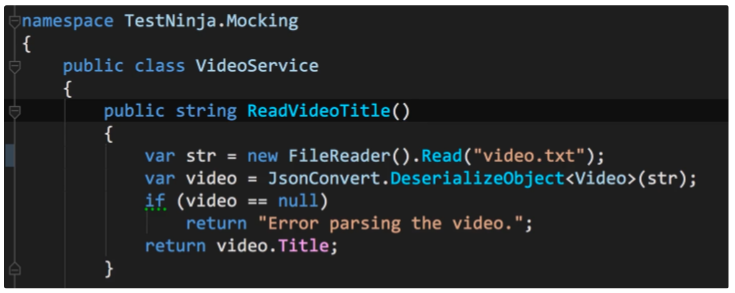 namespace TestNinja.Mocking
{
    public class VideoService
    {
        public string ReadVideoTitle()
        {
            var str = new FileReader().Read("video.txt");
            var video = JsonConvert.DeserializeObject<Video>(str);
            if (video == null)
                return "Error parsing the video.";
            return video.Title;
        }